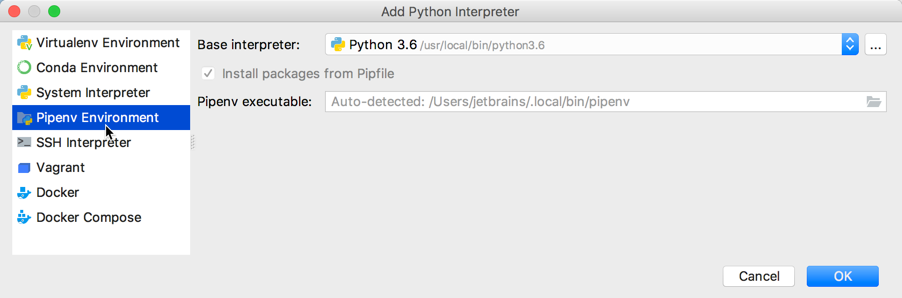 Add Python Interpreter
Virtualenv Environment
Conda Environment
System Interpreter
Pipenv Environment
SSH Interpreter
Vagrant
Docker
Docker Compose
Base interpreter: Python 3.6 /usr/local/bin/python3.6 ...
Install packages from Pipfile
Pipenv executable: Auto-detected: /Users/jetbrains/.local/bin/pipenv
Cancel OK